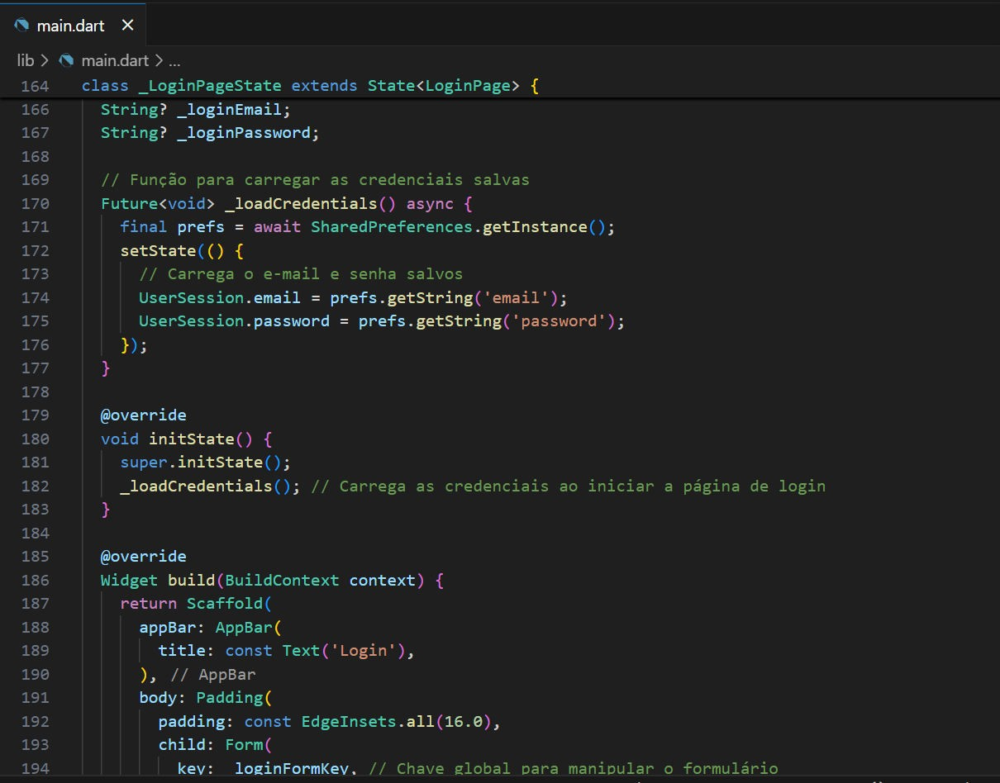 main.dart
lib > main.dart > ...
164 class _LoginPageState extends State<LoginPage> {
166 String? _loginEmail;
167 String? _loginPassword;
168
169 // Função para carregar as credenciais salvas
170 Future<void> _loadCredentials() async {
171 final prefs = await SharedPreferences.getInstance();
172 setState(() {
173 // Carrega o e-mail e senha salvos
174 UserSession.email = prefs.getString('email');
175 UserSession.password = prefs.getString('password');
176 });
177 }
178
179 @override
180 void initState() {
181 super.initState();
182 _loadCredentials(); // Carrega as credenciais ao iniciar a página de login
183 }
184
185 @override
186 Widget build(BuildContext context) {
187 return Scaffold(
188 appBar: AppBar(
189 title: const Text('Login'),
190 ), // AppBar
191 body: Padding(
192 padding: const EdgeInsets.all(16.0),
193 child: Form(
194 key: _loginFormKey, // Chave global para manipular o formulário